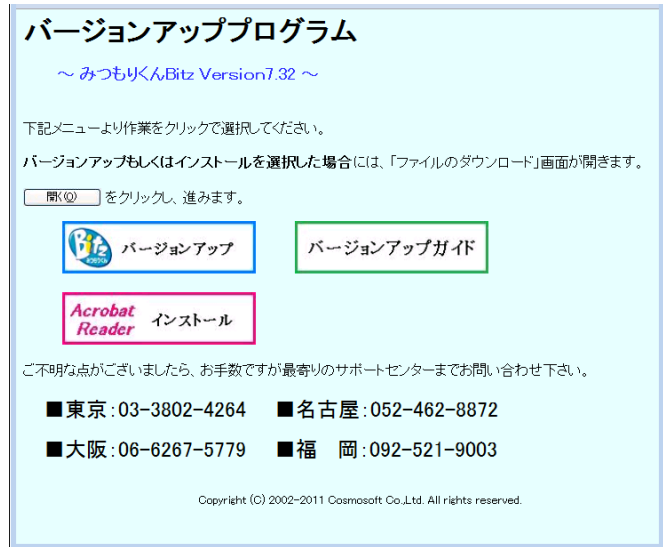 バージョンアッププログラム
～ みつもりくんBitz Version7.32 ～
下記メニューより作業をクリックで選択してください。
バージョンアップもしくはインストールを選択した場合には、「ファイルのダウンロード」画面が開きます。
開く(O) をクリックし、進みます。
Bitz バージョンアップ バージョンアップガイド
Acrobat Reader インストール
ご不明な点がございましたら、お手数ですが最寄りのサポートセンターまでお問い合わせ下さい。
■東京:03-3802-4264 ■名古屋:052-462-8872
■大阪:06-6267-5779 ■福 岡:092-521-9003
Copyright (C) 2002-2011 Cosmosoft Co.,Ltd. All rights reserved.